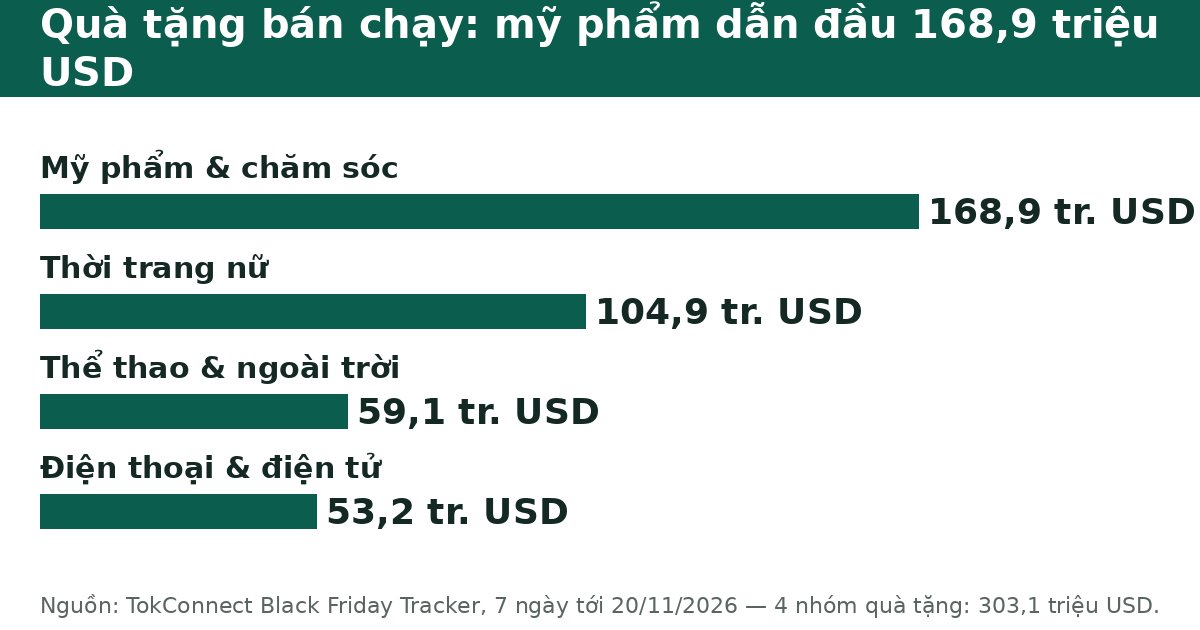 Quà tặng bán chạy: mỹ phẩm dẫn đầu 168,9 triệu
USD
Mỹ phẩm & chăm sóc
168,9 tr. USD
Thời trang nữ
104,9 tr. USD
Thể thao & ngoài trời
59,1 tr. USD
Điện thoại & điện tử
53,2 tr. USD
Nguồn: TokConnect Black Friday Tracker, 7 ngày tới 20/11/2026 — 4 nhóm quà tặng: 303,1 triệu USD.